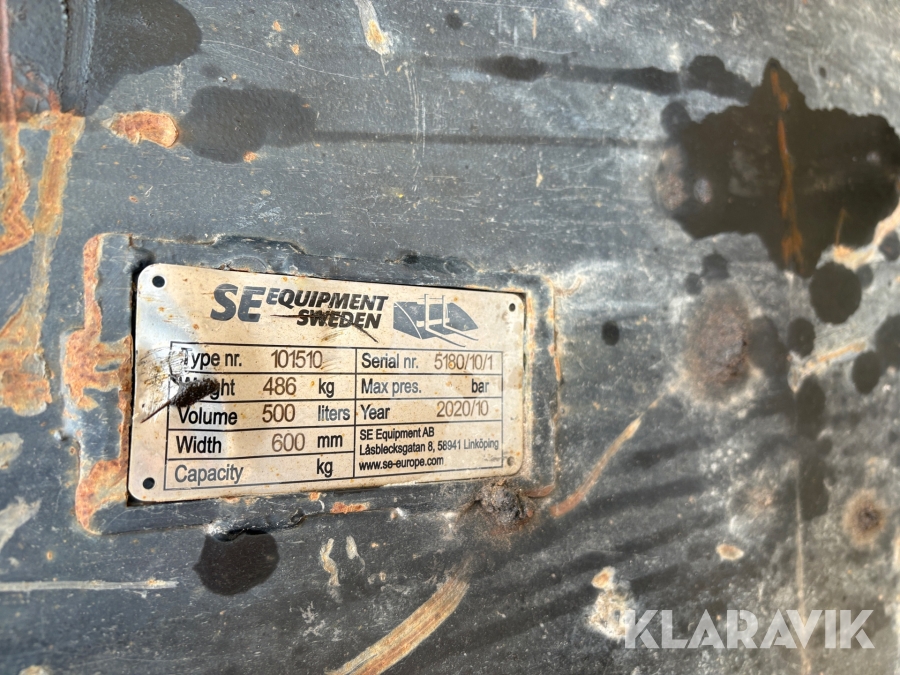 SE EQUIPMENT
SWEDEN
Type nr. 101510 Serial nr. 5180/10/1
Weight 486 kg Max pres. bar
Volume 500 liters Year 2020/10
Width 600 mm SE Equipment AB
Låsblecksgatan 8, 58941 Linköping
Capacity kg www.se-europe.com
KLARAVIK